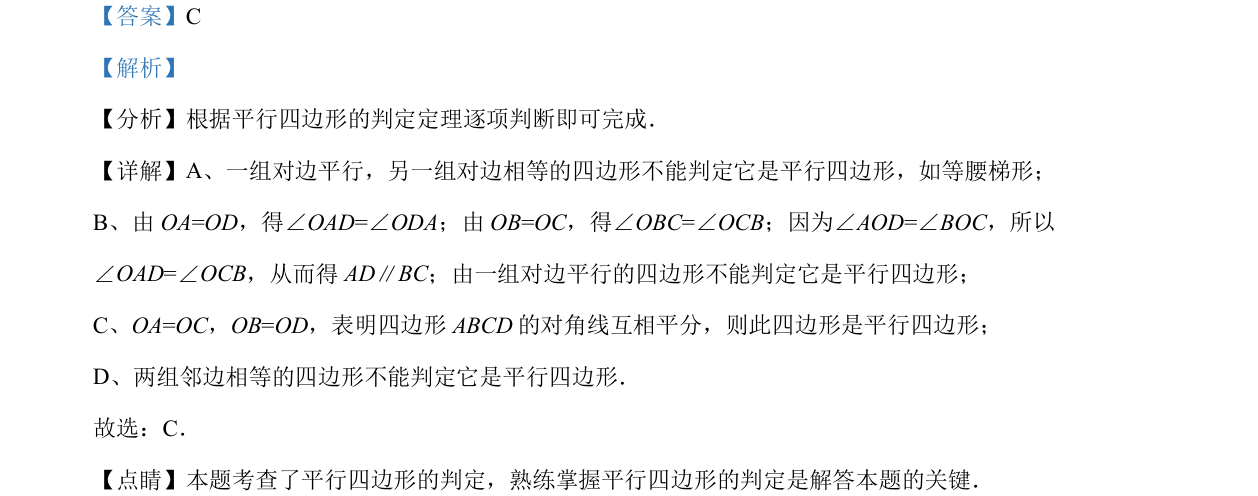 【答案】C
【解析】
【分析】根据平行四边形的判定定理逐项判断即可完成．
【详解】A、一组对边平行，另一组对边相等的四边形不能判定它是平行四边形，如等腰梯形；
B、由 OA=OD，得∠OAD=∠ODA；由 OB=OC，得∠OBC=∠OCB；因为∠AOD=∠BOC，所以
∠OAD=∠OCB，从而得 AD∥BC；由一组对边平行的四边形不能判定它是平行四边形；
C、OA=OC，OB=OD，表明四边形 ABCD 的对角线互相平分，则此四边形是平行四边形；
D、两组邻边相等的四边形不能判定它是平行四边形．
故选：C．
【点睛】本题考查了平行四边形的判定，熟练掌握平行四边形的判定是解答本题的关键．